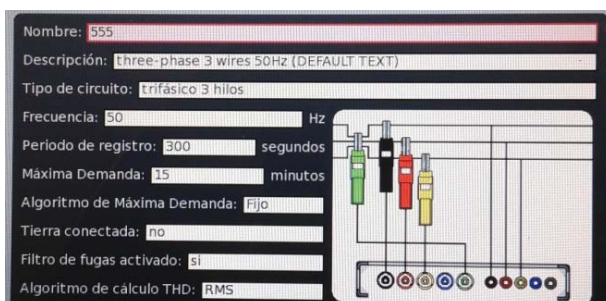 Nombre: 555
Descripción: three-phase 3 wires 50Hz (DEFAULT TEXT)
Tipo de circuito: trifásico 3 hilos
Frecuencia: 50 Hz
Periodo de registro: 300 segundos
Máxima Demanda: 15 minutos
Algoritmo de Máxima Demanda: Fijo
Tierra conectada: no
Filtro de fugas activado: si
Algoritmo de cálculo THD: RMS